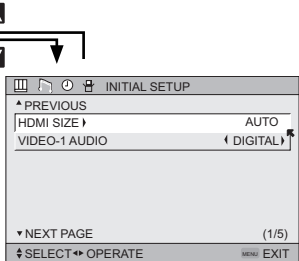 INITIAL SETUP
PREVIOUS
HDMI SIZE AUTO
VIDEO-1 AUDIO DIGITAL
NEXT PAGE (1/5)
SELECT OPERATE MENU EXIT